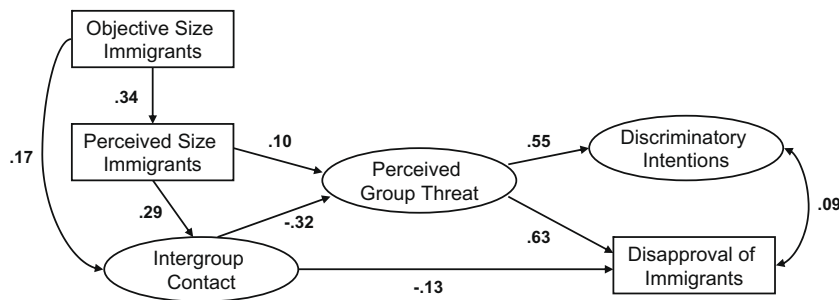 Objective Size
Immigrants
.34
Perceived Size
Immigrants
.17
.10
.29
-.32
Intergroup
Contact
Perceived
Group Threat
.55
.63
-.13
Discriminatory
Intentions
.09
Disapproval of
Immigrants